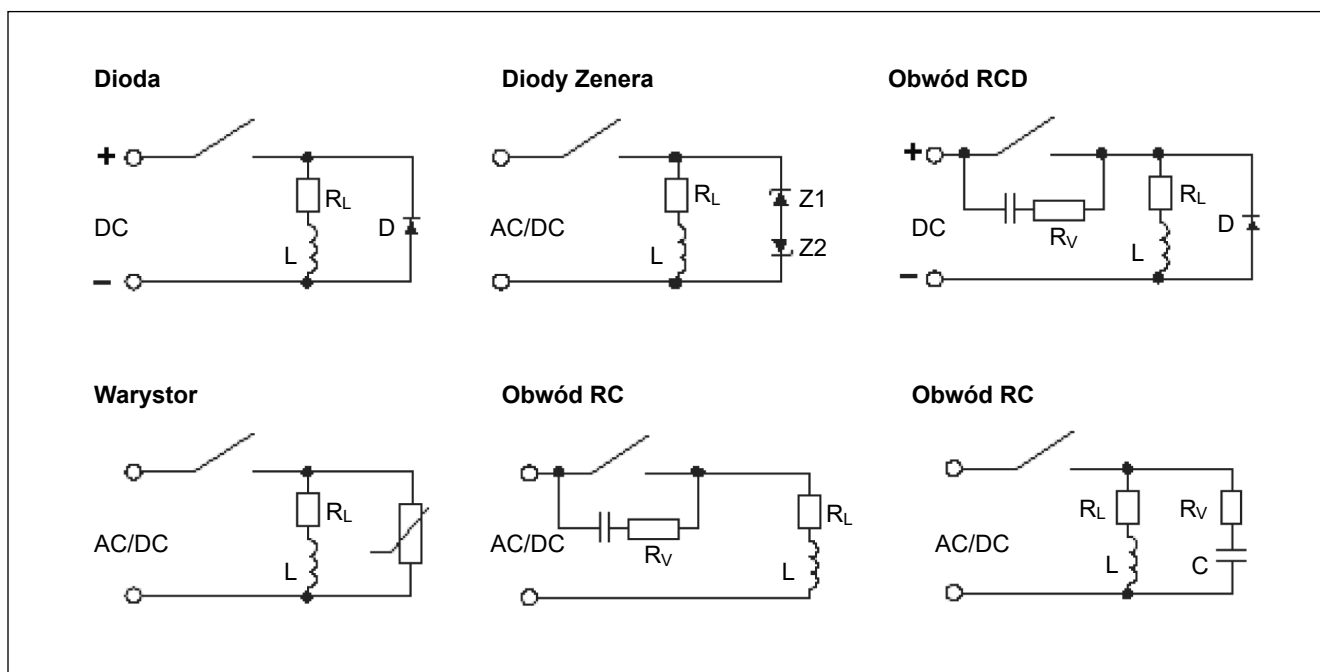 Dioda
+
DC
−
RL
L
D
Diody Zenera
AC/DC
RL
L
Z1
Z2
Obwód RCD
+
DC
−
RV
RL
L
D
Warystor
AC/DC
RL
L
Obwód RC
AC/DC
RV
RL
L
Obwód RC
AC/DC
RL
L
RV
C